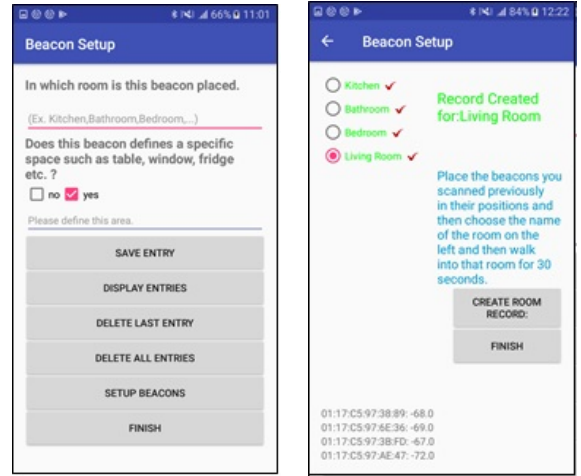 66% 11:01
Beacon Setup
In which room is this beacon placed.
(Ex. Kitchen,Bathroom,Bedroom,...)
Does this beacon defines a specific
space such as table, window, fridge
etc. ?
no yes
Please define this area.
SAVE ENTRY
DISPLAY ENTRIES
DELETE LAST ENTRY
DELETE ALL ENTRIES
SETUP BEACONS
FINISH
84% 12:22
Beacon Setup
Kitchen
Bathroom
Bedroom
Living Room
Record Created
for:Living Room
Place the beacons you
scanned previously
in their positions and
then choose the name
of the room on the
left and then walk
into that room for 30
seconds.
CREATE ROOM
RECORD:
FINISH
01:17:C5:97:38:89: -68.0
01:17:C5:97:6E:36: -69.0
01:17:C5:97:3B:FD: -67.0
01:17:C5:97:AE:47: -72.0